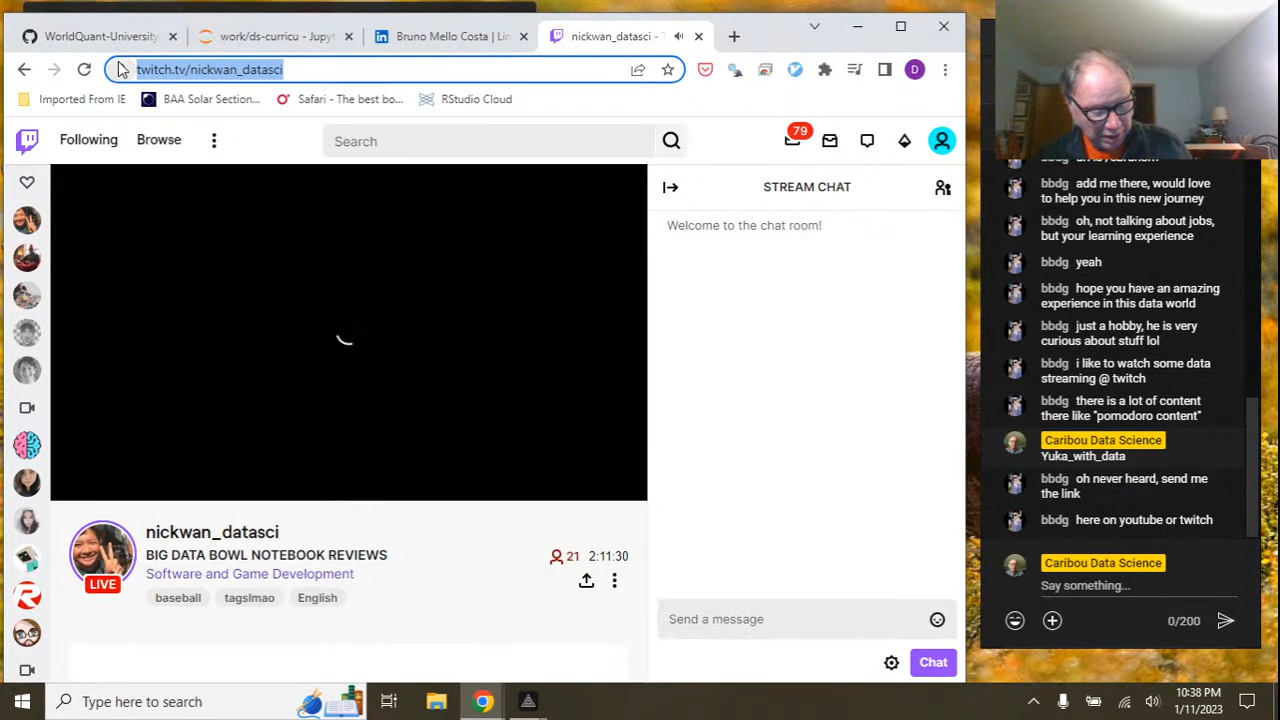 WorldQuant-University
work/ds-curricu - Jupyt
Bruno Mello Costa | Lin
nickwan_datasci - T
twitch.tv/nickwan_datasci
D
Imported From IE
BAA Solar Section...
Safari - The best bo...
RStudio Cloud
Following
Browse
Search
79
STREAM CHAT
Welcome to the chat room!
nickwan_datasci
BIG DATA BOWL NOTEBOOK REVIEWS
21
2:11:30
Software and Game Development
LIVE
baseball
tagslmao
English
Send a message
Chat
bbdg add me there, would love
to help you in this new journey
bbdg oh, not talking about jobs,
but your learning experience
bbdg yeah
bbdg hope you have an amazing
experience in this data world
bbdg just a hobby, he is very
curious about stuff lol
bbdg i like to watch some data
streaming @ twitch
bbdg there is a lot of content
there like "pomodoro content"
Caribou Data Science
Yuka_with_data
bbdg oh never heard, send me
the link
bbdg here on youtube or twitch
Caribou Data Science
Say something...
0/200
Type here to search
10:38 PM
1/11/2023